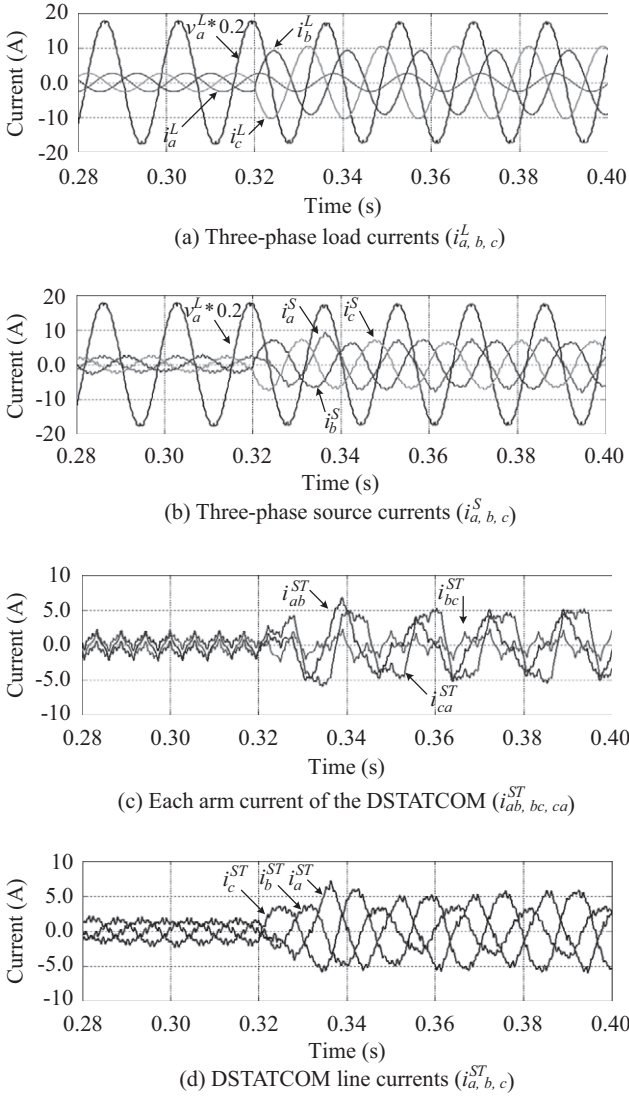 20
10
0.0
-10
-20
Current (A)
v_a^L*0.2
i_b^L
i_a^L
i_c^L
0.28 0.30 0.32 0.34 0.36 0.38 0.40
Time (s)
(a) Three-phase load currents (i_{a, b, c}^L)
20
10
0.0
-10
-20
Current (A)
v_a^L*0.2
i_a^S
i_c^S
i_b^S
0.28 0.30 0.32 0.34 0.36 0.38 0.40
Time (s)
(b) Three-phase source currents (i_{a, b, c}^S)
10
5.0
0.0
-5.0
-10
Current (A)
i_{ab}^{ST}
i_{bc}^{ST}
i_{ca}^{ST}
0.28 0.30 0.32 0.34 0.36 0.38 0.40
Time (s)
(c) Each arm current of the DSTATCOM (i_{ab, bc, ca}^{ST})
10
5.0
0.0
-5.0
-10
Current (A)
i_c^{ST} i_b^{ST} i_a^{ST}
0.28 0.30 0.32 0.34 0.36 0.38 0.40
Time (s)
(d) DSTATCOM line currents (i_{a, b, c}^{ST})